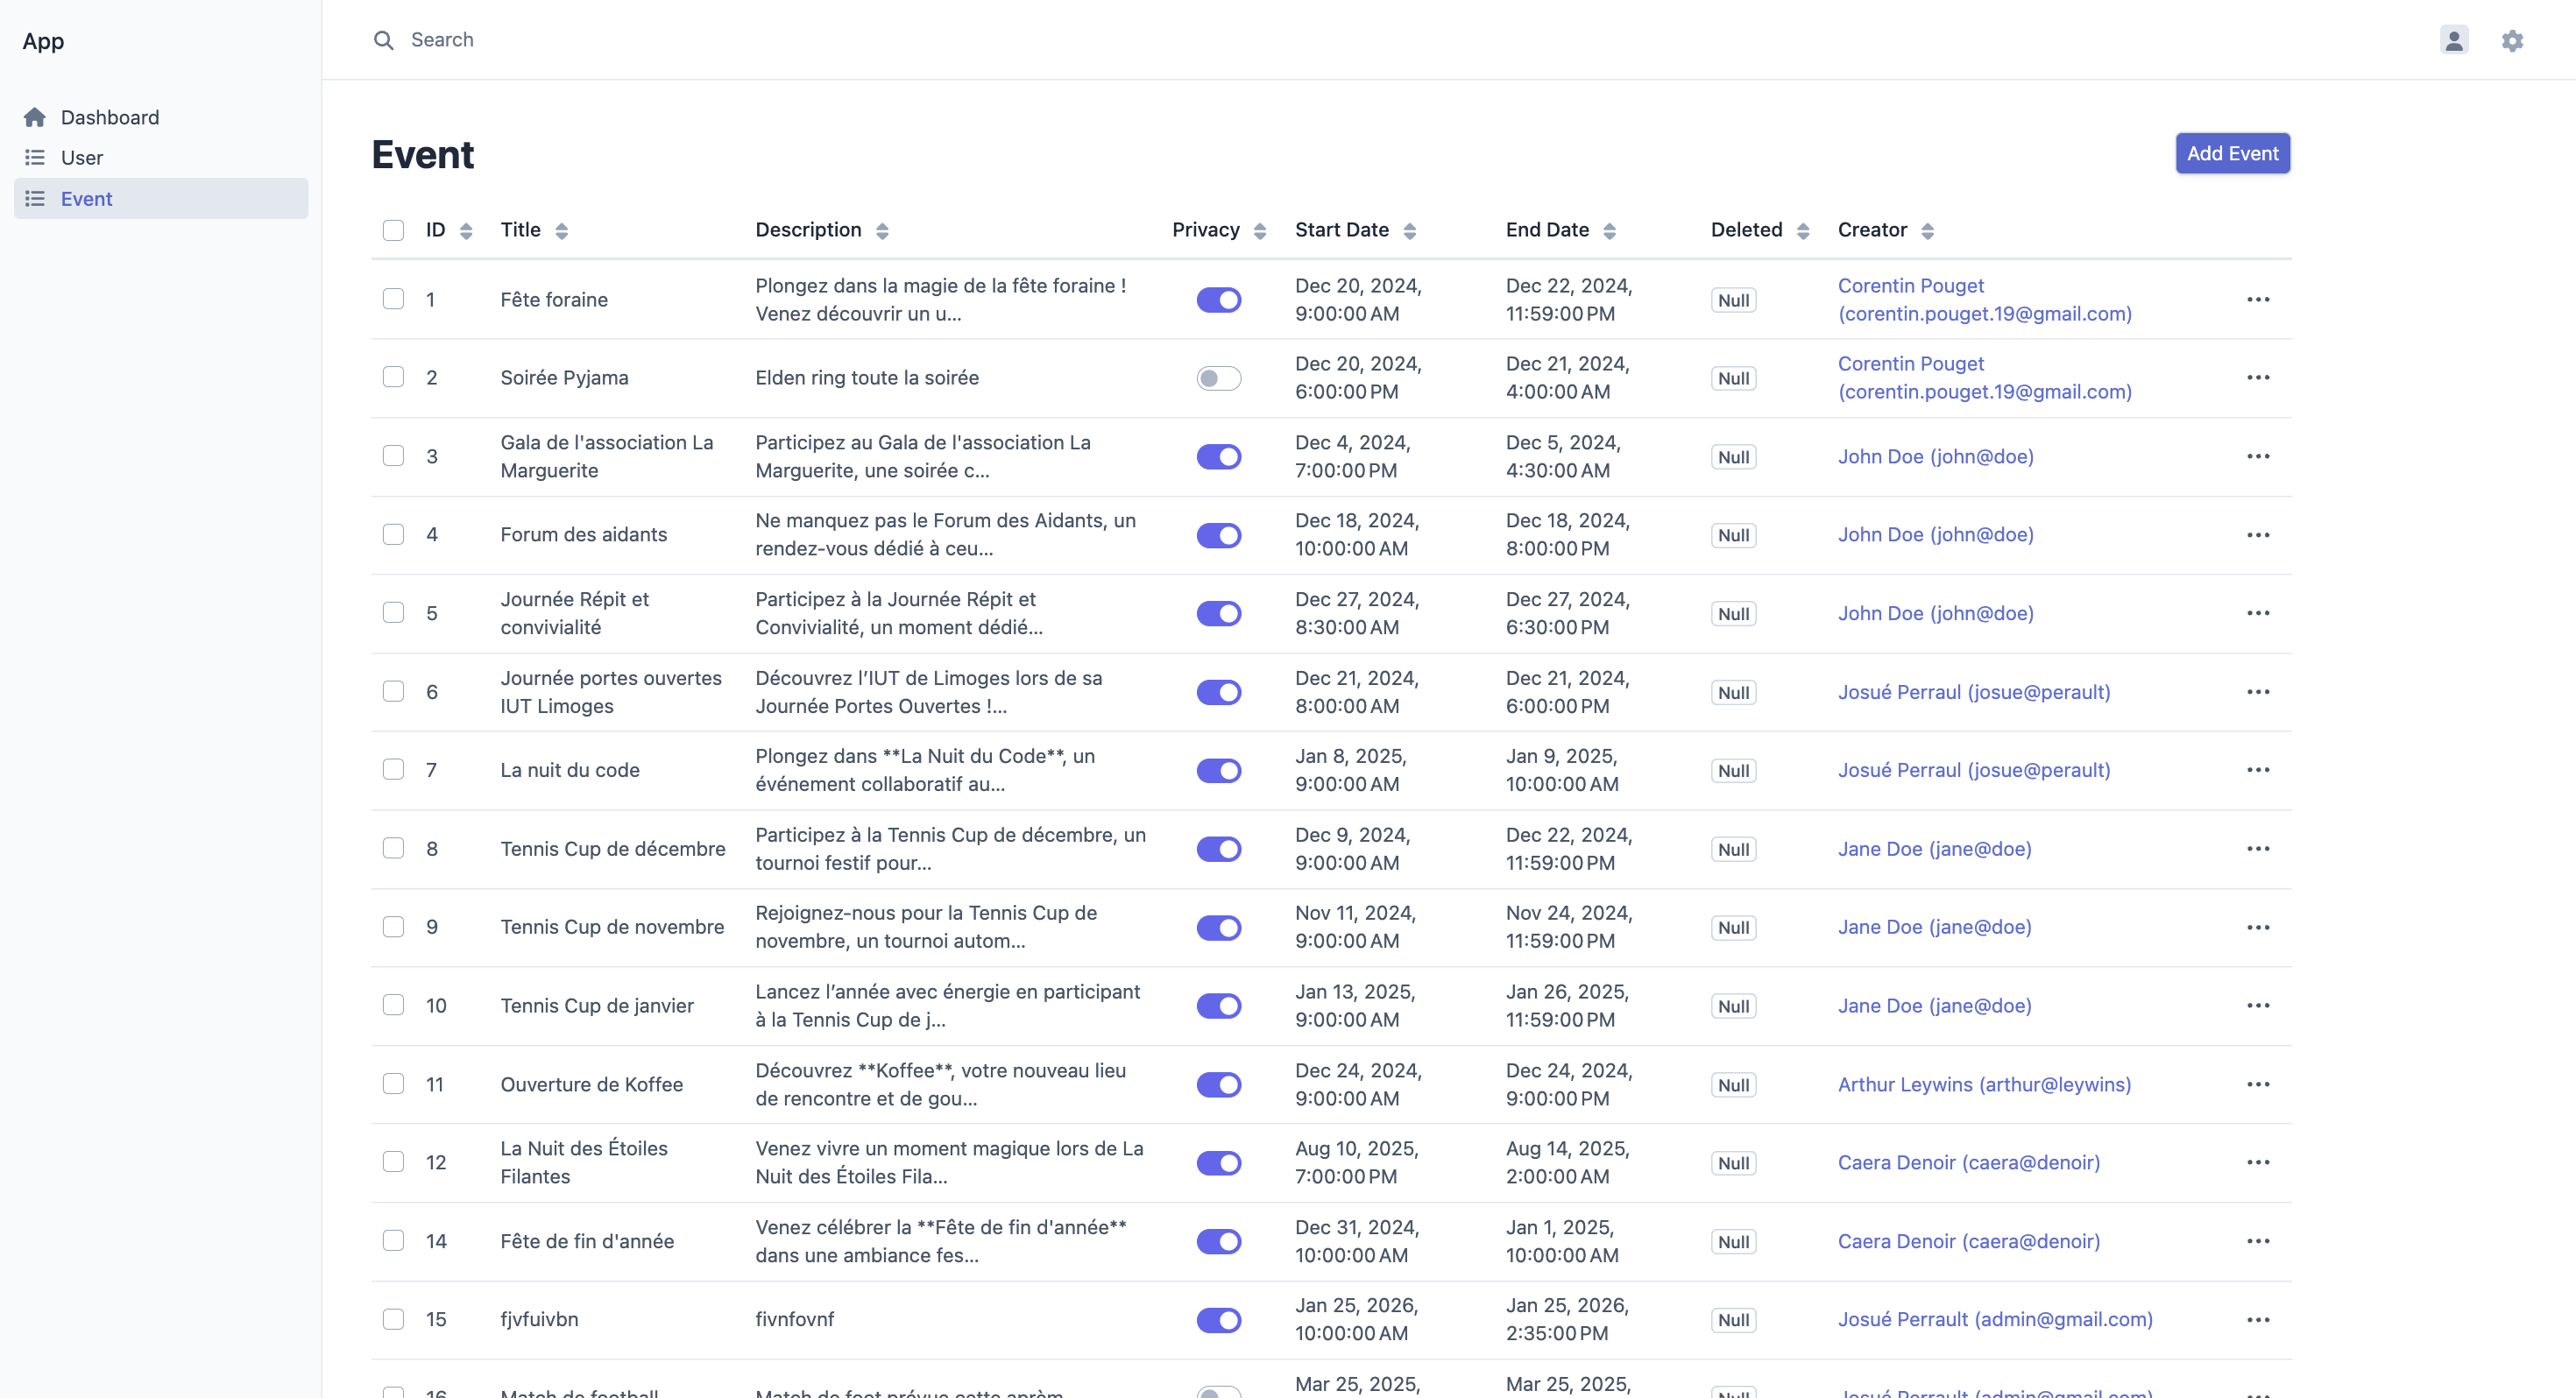 App
Search
Dashboard
User
Event
Event
Add Event
ID Title Description Privacy Start Date End Date Deleted Creator
1 Fête foraine Plongez dans la magie de la fête foraine ! Dec 20, 2024, Dec 22, 2024, Null Corentin Pouget
Venez découvrir un u... 9:00:00 AM 11:59:00 PM (corentin.pouget.19@gmail.com)
2 Soirée Pyjama Elden ring toute la soirée Dec 20, 2024, Dec 21, 2024, Null Corentin Pouget
6:00:00 PM 4:00:00 AM (corentin.pouget.19@gmail.com)
3 Gala de l'association La Participez au Gala de l'association La Dec 4, 2024, Dec 5, 2024, Null John Doe (john@doe)
Marguerite Marguerite, une soirée c... 7:00:00 PM 4:30:00 AM
4 Forum des aidants Ne manquez pas le Forum des Aidants, un Dec 18, 2024, Dec 18, 2024, Null John Doe (john@doe)
rendez-vous dédié à ceu... 10:00:00 AM 8:00:00 PM
5 Journée Répit et Participez à la Journée Répit et Dec 27, 2024, Dec 27, 2024, Null John Doe (john@doe)
convivialité Convivialité, un moment dédié... 8:30:00 AM 6:30:00 PM
6 Journée portes ouvertes Découvrez l’IUT de Limoges lors de sa Dec 21, 2024, Dec 21, 2024, Null Josué Perraul (josue@perault)
IUT Limoges Journée Portes Ouvertes !... 8:00:00 AM 6:00:00 PM
7 La nuit du code Plongez dans **La Nuit du Code**, un Jan 8, 2025, Jan 9, 2025, Null Josué Perraul (josue@perault)
événement collaboratif au... 9:00:00 AM 10:00:00 AM
8 Tennis Cup de décembre Participez à la Tennis Cup de décembre, un Dec 9, 2024, Dec 22, 2024, Null Jane Doe (jane@doe)
tournoi festif pour... 9:00:00 AM 11:59:00 PM
9 Tennis Cup de novembre Rejoignez-nous pour la Tennis Cup de Nov 11, 2024, Nov 24, 2024, Null Jane Doe (jane@doe)
novembre, un tournoi autom... 9:00:00 AM 11:59:00 PM
10 Tennis Cup de janvier Lancez l’année avec énergie en participant Jan 13, 2025, Jan 26, 2025, Null Jane Doe (jane@doe)
à la Tennis Cup de j... 9:00:00 AM 11:59:00 PM
11 Ouverture de Koffee Découvrez **Koffee**, votre nouveau lieu Dec 24, 2024, Dec 24, 2024, Null Arthur Leywins (arthur@leywins)
de rencontre et de gou... 9:00:00 AM 9:00:00 PM
12 La Nuit des Étoiles Venez vivre un moment magique lors de La Aug 10, 2025, Aug 14, 2025, Null Caera Denoir (caera@denoir)
Filantes Nuit des Étoiles Fila... 7:00:00 PM 2:00:00 AM
14 Fête de fin d'année Venez célébrer la **Fête de fin d'année** Dec 31, 2024, Jan 1, 2025, Null Caera Denoir (caera@denoir)
dans une ambiance fes... 10:00:00 AM 10:00:00 AM
15 fjvfuivbn fivnfovnf Jan 25, 2026, Jan 25, 2026, Null Josué Perrault (admin@gmail.com)
10:00:00 AM 2:35:00 PM
16 Match de football Match de foot prévue cette aprèm Mar 25, 2025, Mar 25, 2025, Null Josué Perrault (admin@gmail.com)